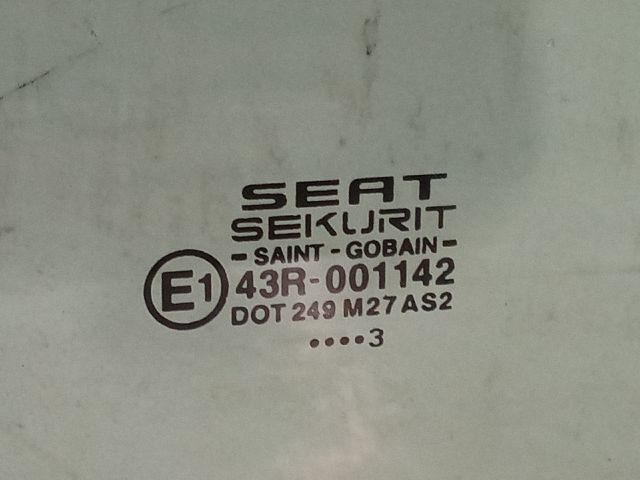 SEAT
SEKURIT
- SAINT - GOBAIN -
E1 43R-001142
DOT 249 M27 AS2
••••3